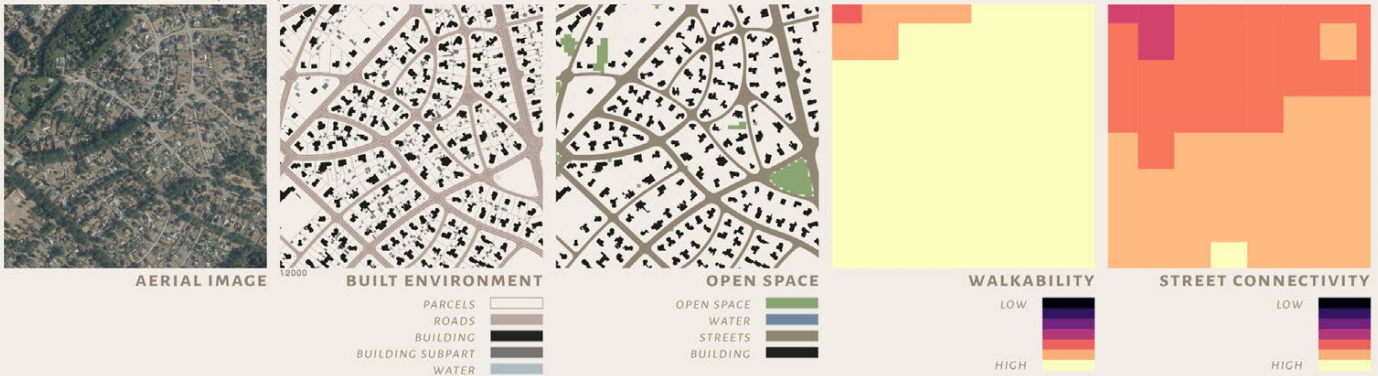 1:2000
AERIAL IMAGE
BUILT ENVIRONMENT
PARCELS
ROADS
BUILDING
BUILDING SUBPART
WATER
OPEN SPACE
OPEN SPACE
WATER
STREETS
BUILDING
WALKABILITY
LOW
HIGH
STREET CONNECTIVITY
LOW
HIGH